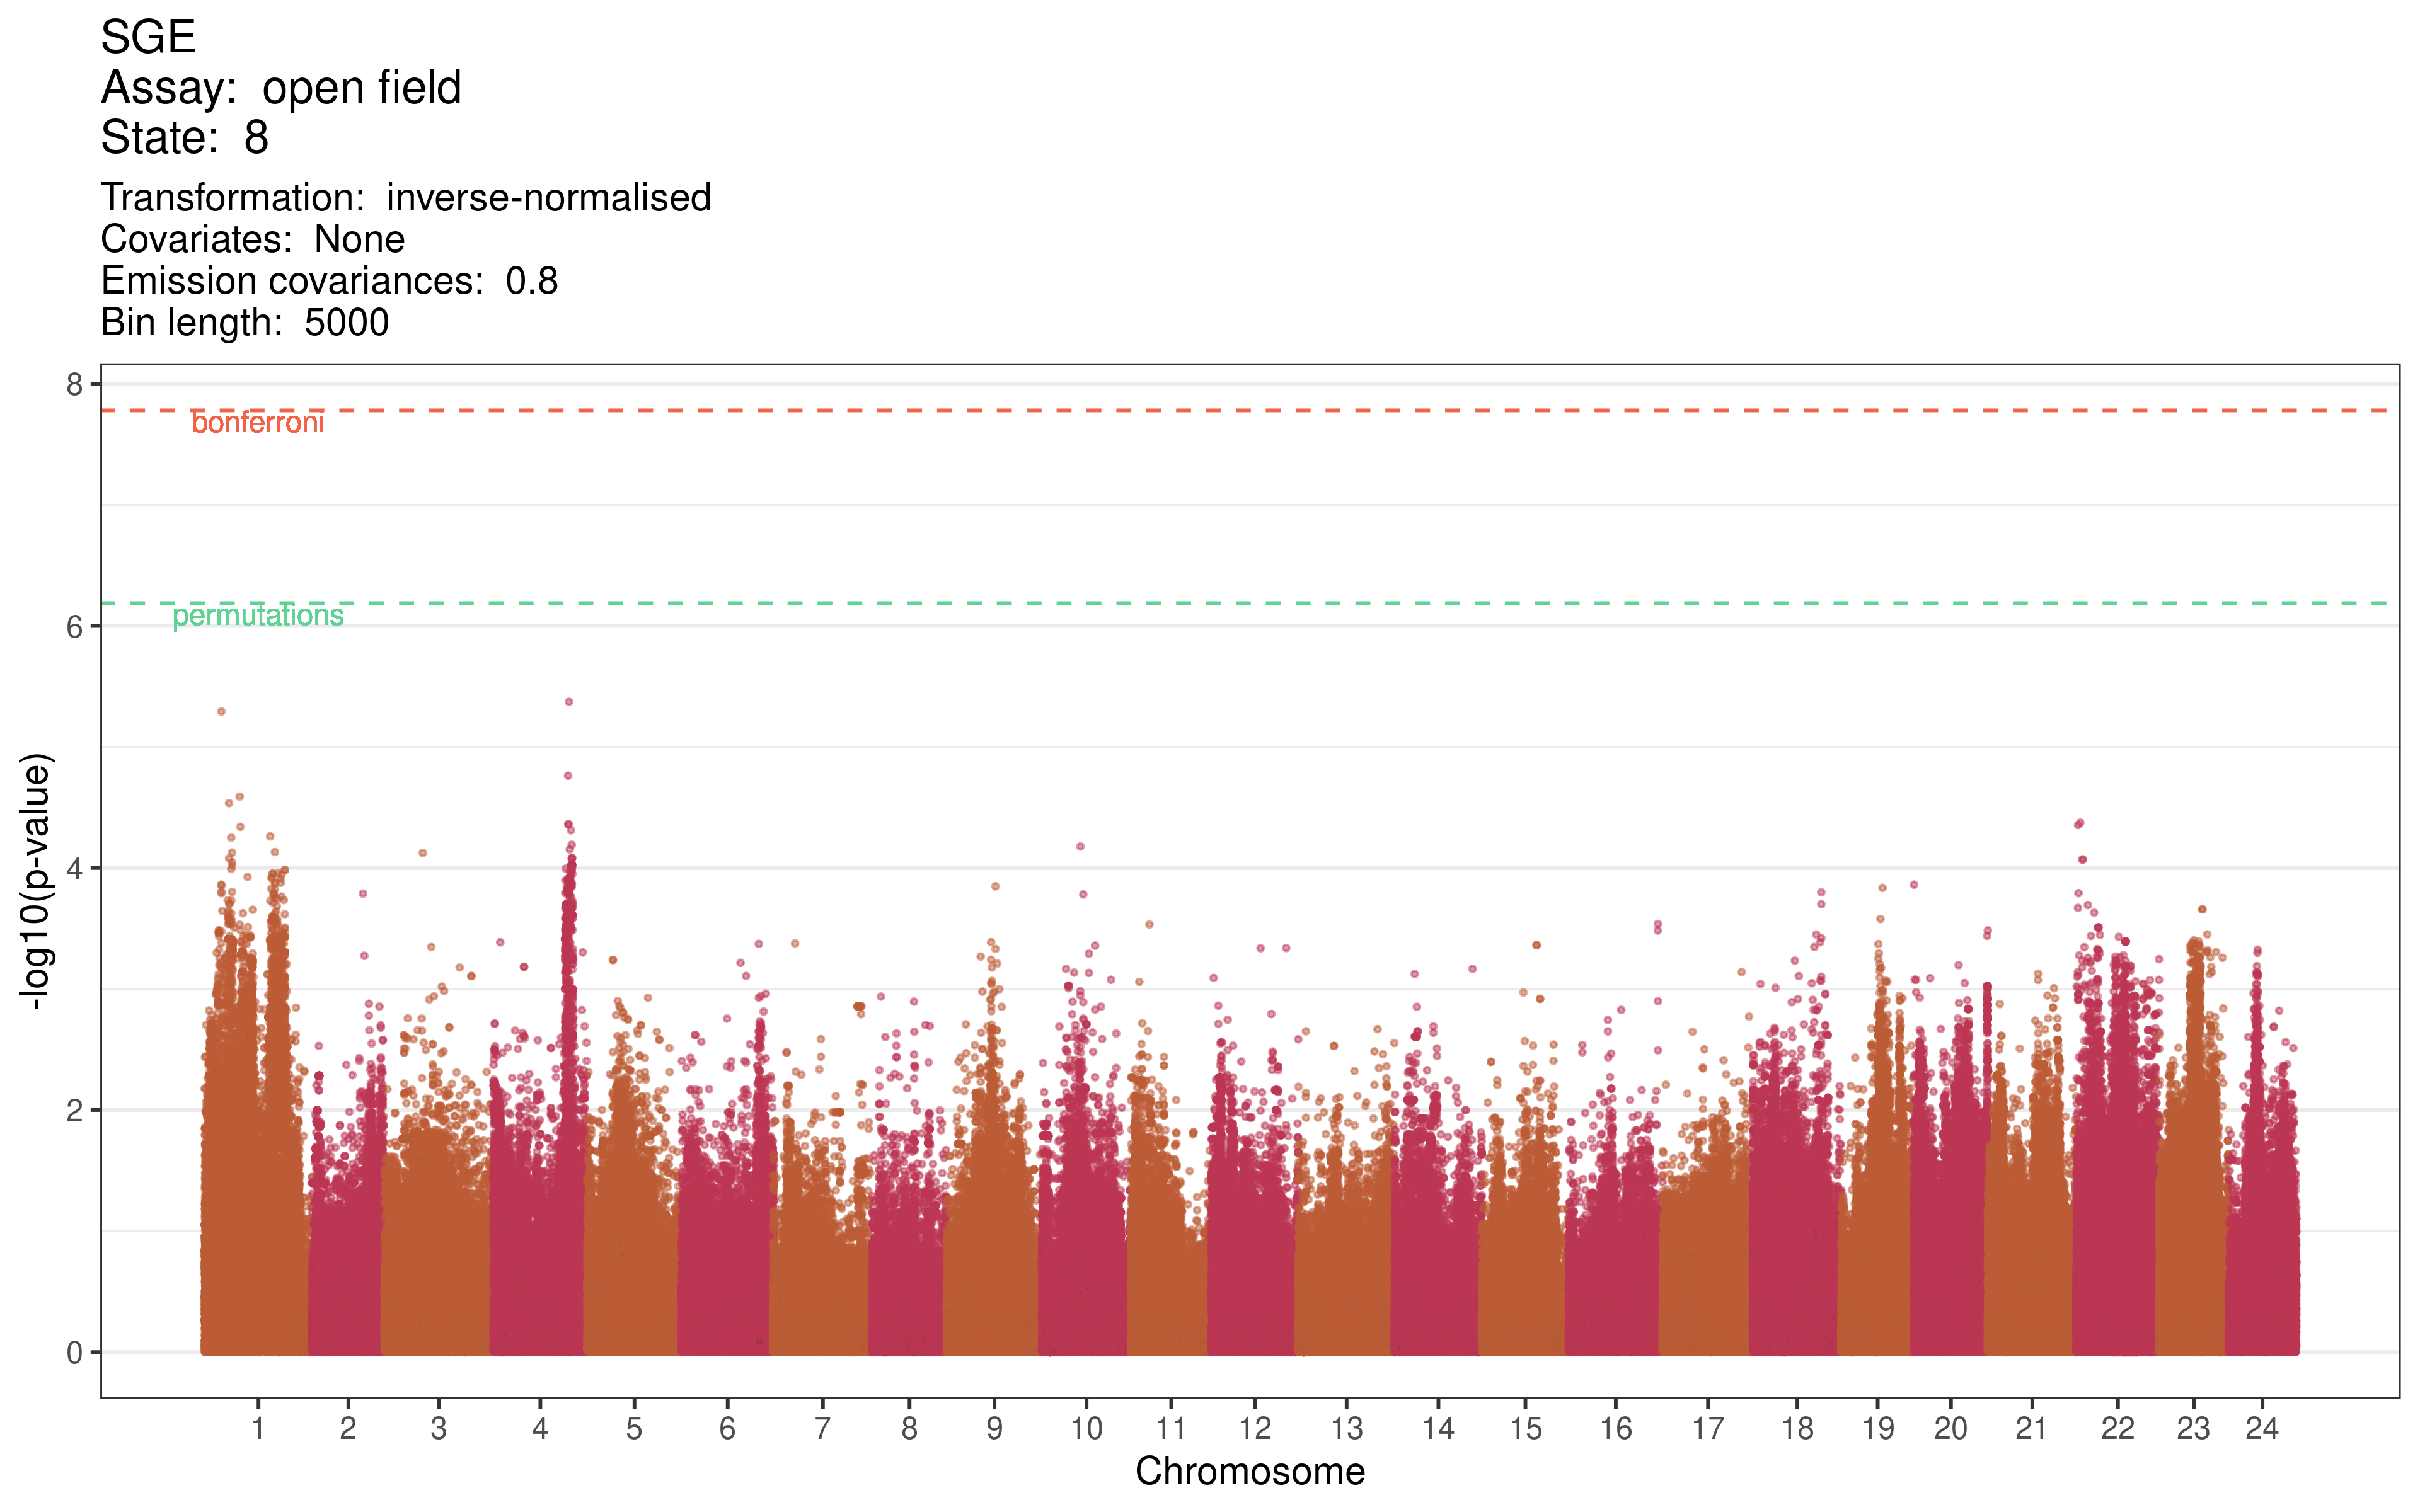 SGE
Assay:  open field
State:  8
Transformation:  inverse-normalised
Covariates:  None
Emission covariances:  0.8
Bin length:  5000
8
bonferroni
6
permutations
-log10(p-value)
4
2
0
1 2 3 4 5 6 7 8 9 10 11 12 13 14 15 16 17 18 19 20 21 22 23 24
Chromosome